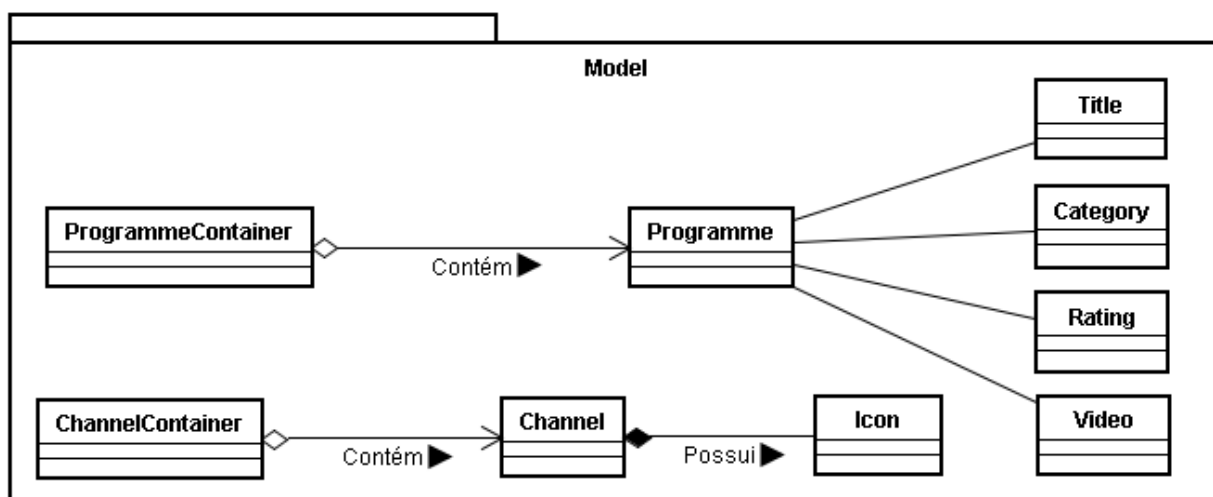 Model
Title
Category
ProgrammeContainer
Programme
Contém
Rating
ChannelContainer
Channel
Icon
Video
Contém
Possui